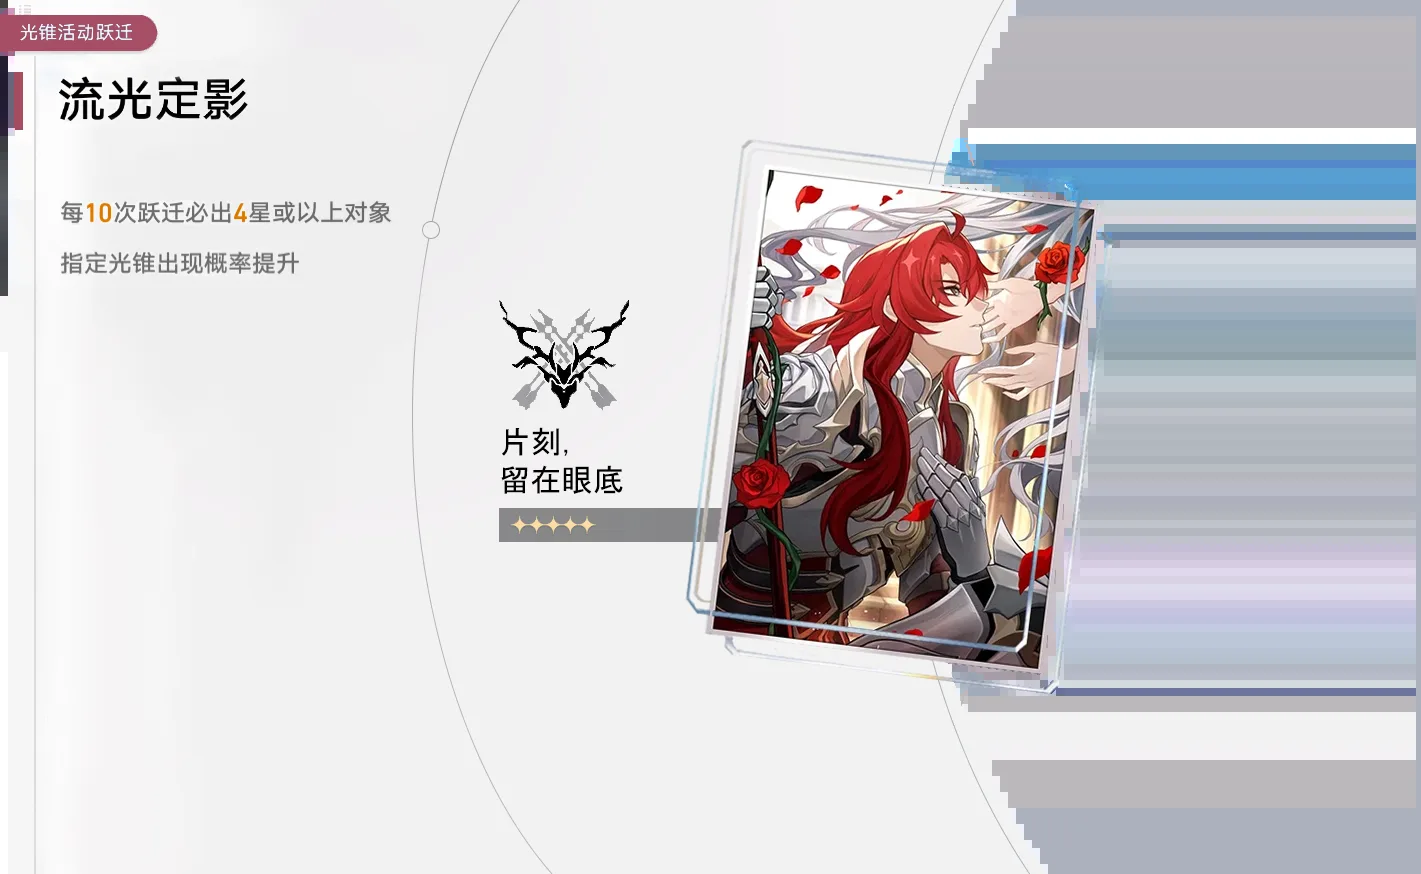 光锥活动跃迁
流光定影
每10次跃迁必出4星或以上对象
指定光锥出现概率提升
片刻,
留在眼底